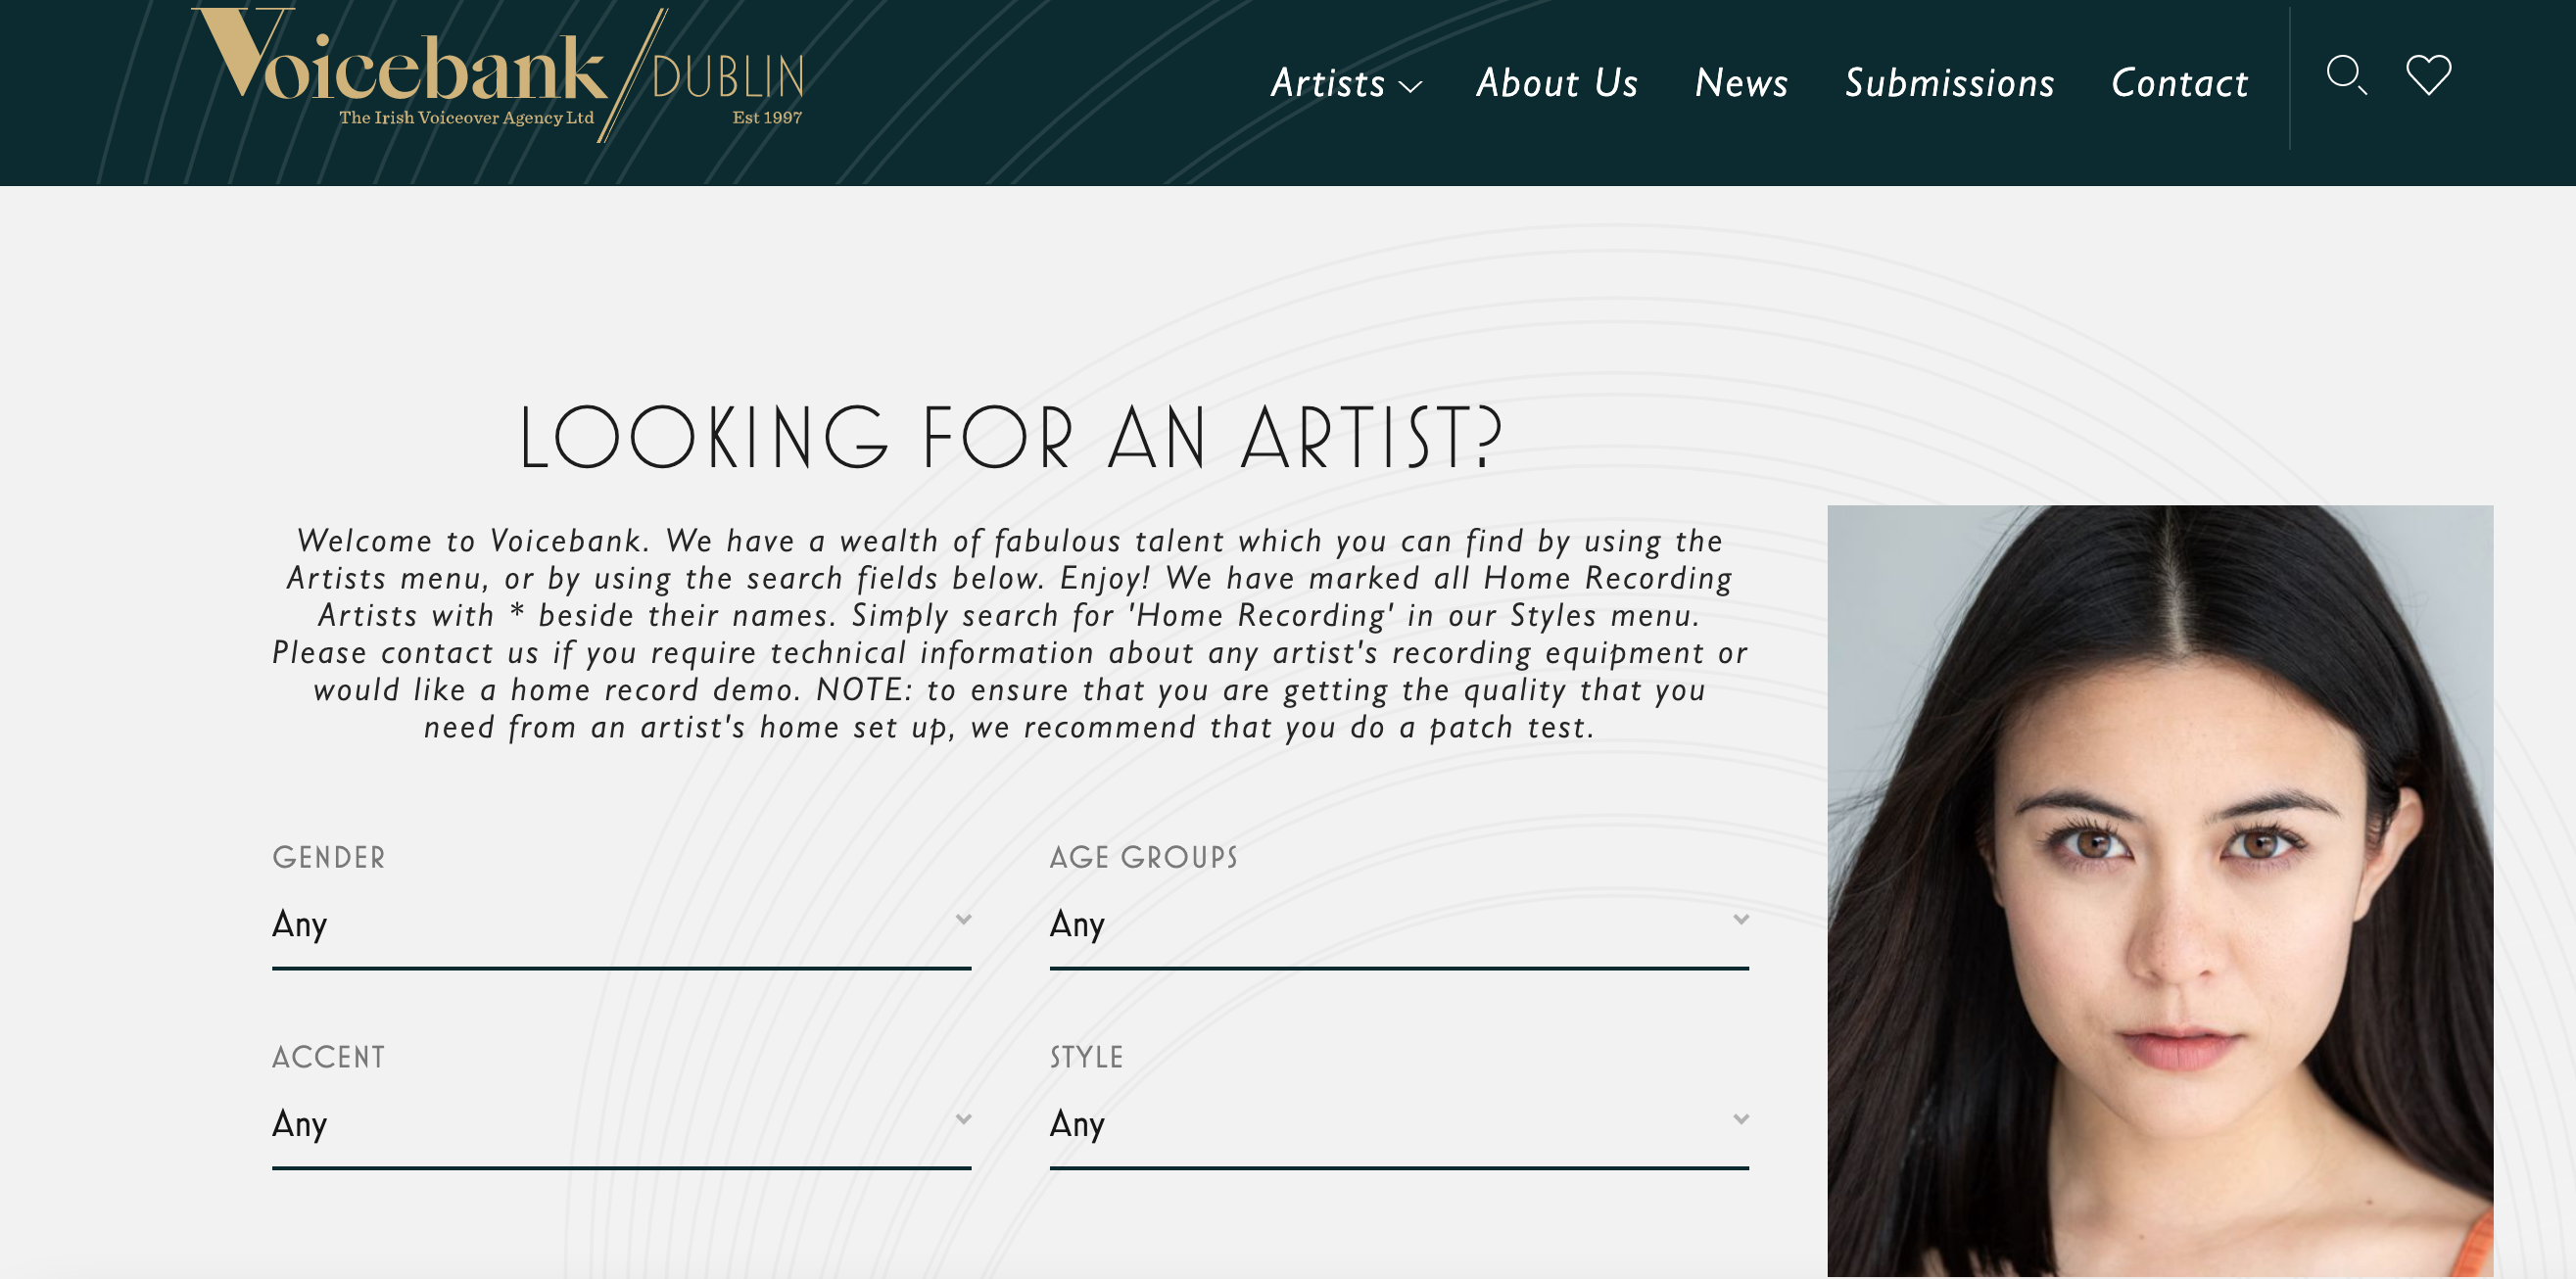 Voicebank DUBLIN
The Irish Voiceover Agency Ltd Est 1997
Artists About Us News Submissions Contact
LOOKING FOR AN ARTIST?
Welcome to Voicebank. We have a wealth of fabulous talent which you can find by using the
Artists menu, or by using the search fields below. Enjoy! We have marked all Home Recording
Artists with * beside their names. Simply search for 'Home Recording' in our Styles menu.
Please contact us if you require technical information about any artist's recording equipment or
would like a home record demo. NOTE: to ensure that you are getting the quality that you
need from an artist's home set up, we recommend that you do a patch test.
GENDER
Any
AGE GROUPS
Any
ACCENT
Any
STYLE
Any